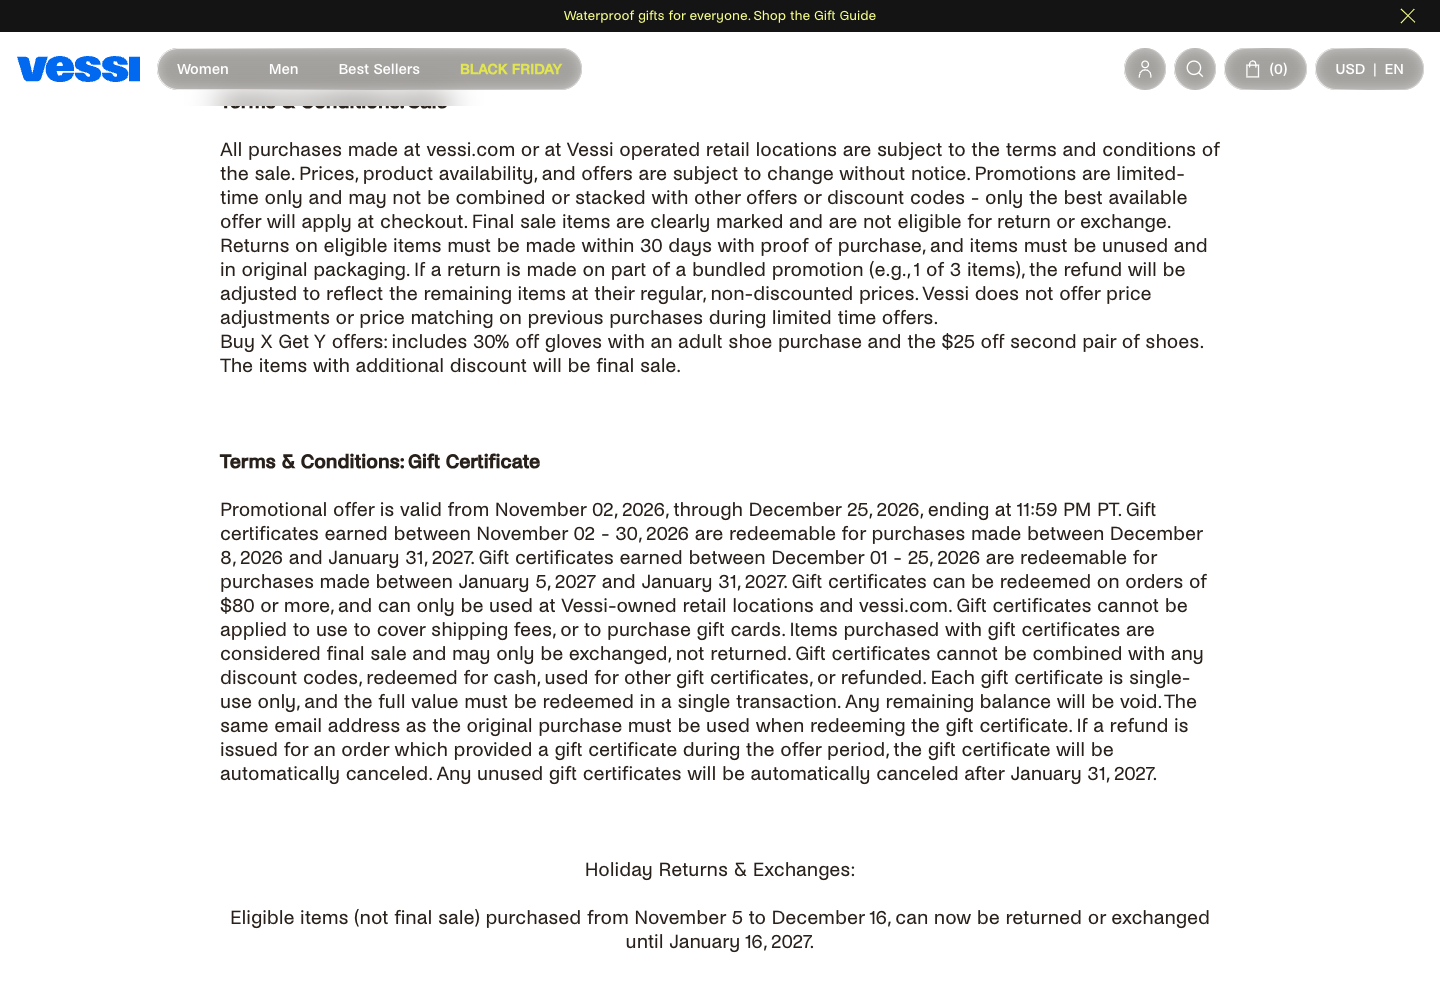 Waterproof gifts for everyone. Shop the Gift Guide
vessi
Women Men Best Sellers BLACK FRIDAY
(0) USD | EN
Terms & Conditions: Sale
All purchases made at vessi.com or at Vessi operated retail locations are subject to the terms and conditions of
the sale. Prices, product availability, and offers are subject to change without notice. Promotions are limited-
time only and may not be combined or stacked with other offers or discount codes - only the best available
offer will apply at checkout. Final sale items are clearly marked and are not eligible for return or exchange.
Returns on eligible items must be made within 30 days with proof of purchase, and items must be unused and
in original packaging. If a return is made on part of a bundled promotion (e.g., 1 of 3 items), the refund will be
adjusted to reflect the remaining items at their regular, non-discounted prices. Vessi does not offer price
adjustments or price matching on previous purchases during limited time offers.
Buy X Get Y offers: includes 30% off gloves with an adult shoe purchase and the $25 off second pair of shoes.
The items with additional discount will be final sale.
Terms & Conditions: Gift Certificate
Promotional offer is valid from November 02, 2026, through December 25, 2026, ending at 11:59 PM PT. Gift
certificates earned between November 02 - 30, 2026 are redeemable for purchases made between December
8, 2026 and January 31, 2027. Gift certificates earned between December 01 - 25, 2026 are redeemable for
purchases made between January 5, 2027 and January 31, 2027. Gift certificates can be redeemed on orders of
$80 or more, and can only be used at Vessi-owned retail locations and vessi.com. Gift certificates cannot be
applied to use to cover shipping fees, or to purchase gift cards. Items purchased with gift certificates are
considered final sale and may only be exchanged, not returned. Gift certificates cannot be combined with any
discount codes, redeemed for cash, used for other gift certificates, or refunded. Each gift certificate is single-
use only, and the full value must be redeemed in a single transaction. Any remaining balance will be void. The
same email address as the original purchase must be used when redeeming the gift certificate. If a refund is
issued for an order which provided a gift certificate during the offer period, the gift certificate will be
automatically canceled. Any unused gift certificates will be automatically canceled after January 31, 2027.
Holiday Returns & Exchanges:
Eligible items (not final sale) purchased from November 5 to December 16, can now be returned or exchanged
until January 16, 2027.